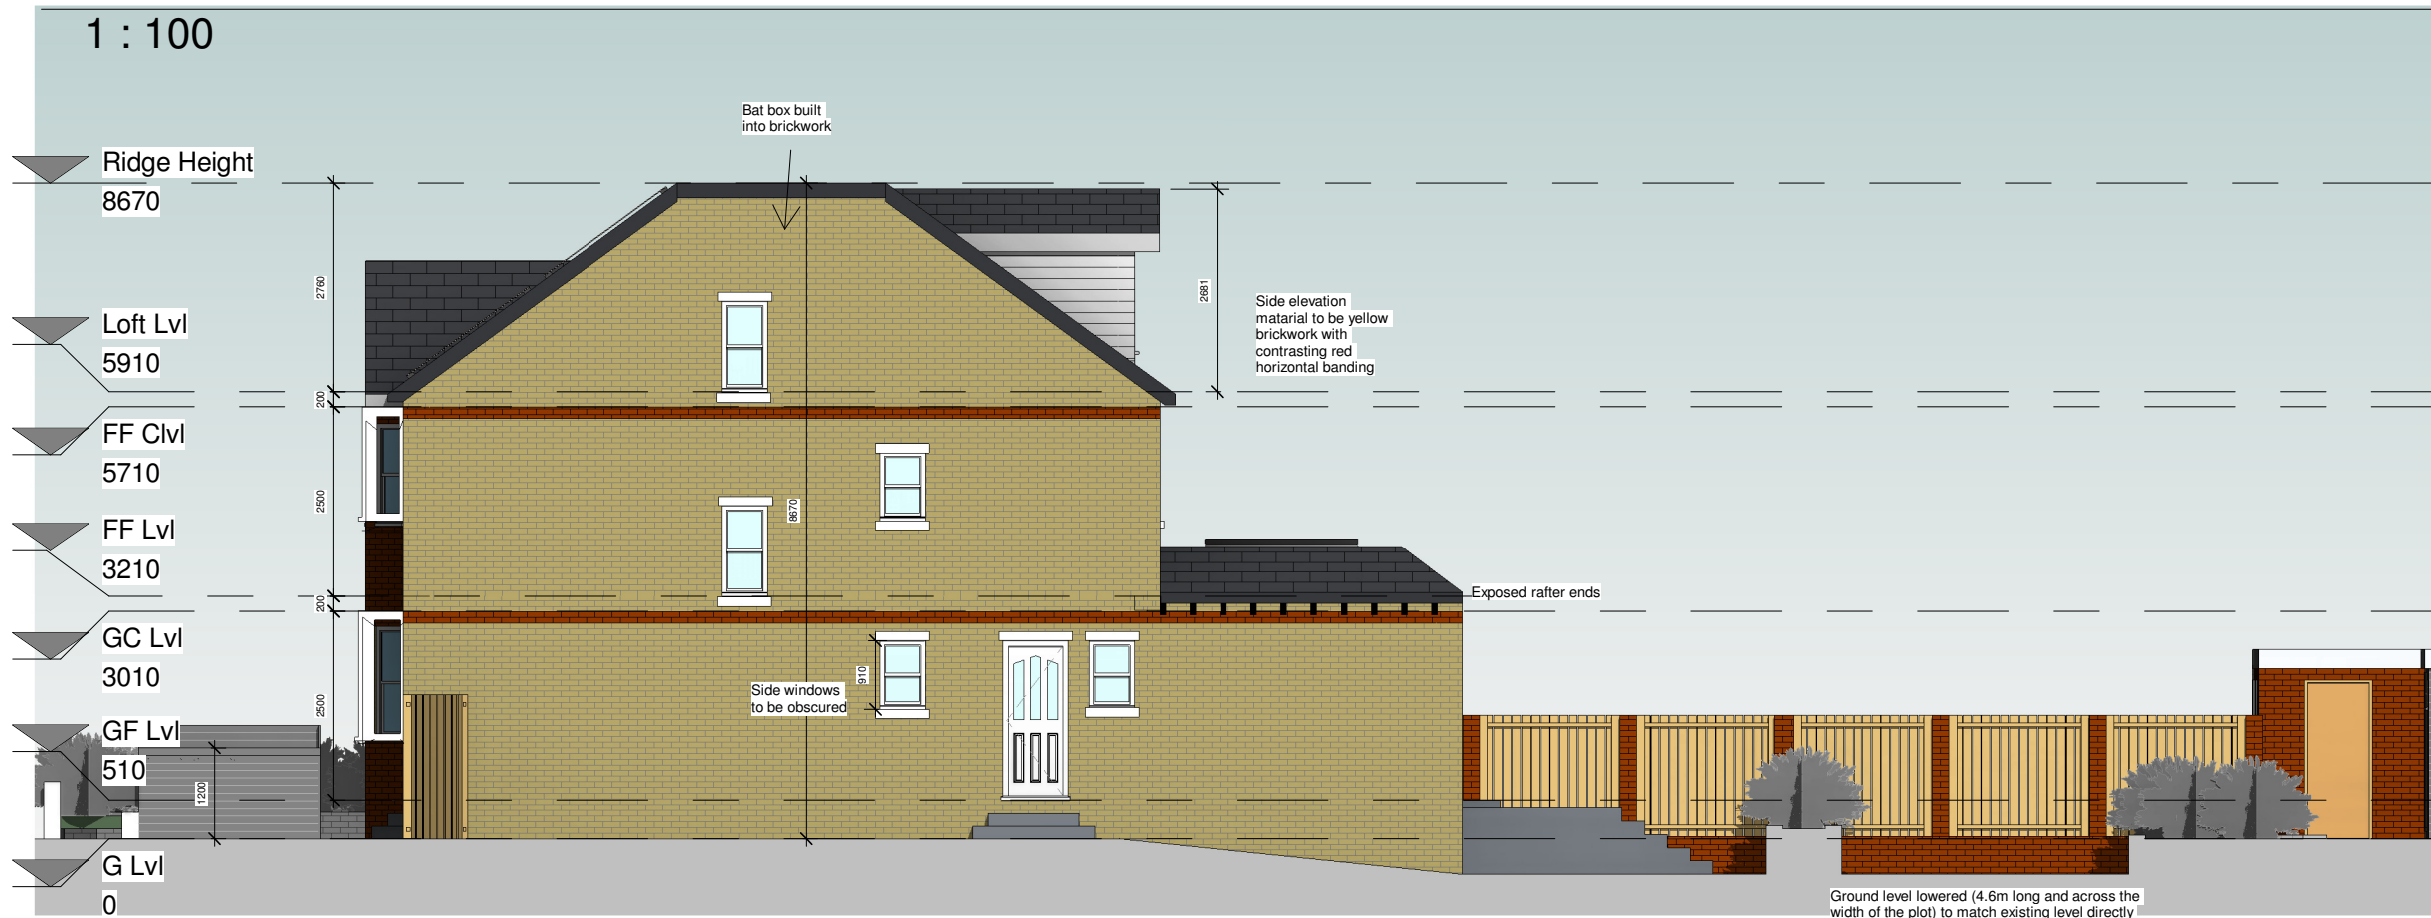 1 : 100
Bat box built
into brickwork
Ridge Height
8670
2760
2681
Side elevation
matarial to be yellow
brickwork with
contrasting red
horizontal banding
Loft Lvl
5910
200
FF Clvl
5710
2500
8670
FF Lvl
3210
200
Exposed rafter ends
GC Lvl
3010
910
Side windows
to be obscured
2500
GF Lvl
510
1200
G Lvl
0
Ground level lowered (4.6m long and across the
width of the plot) to match existing level directly